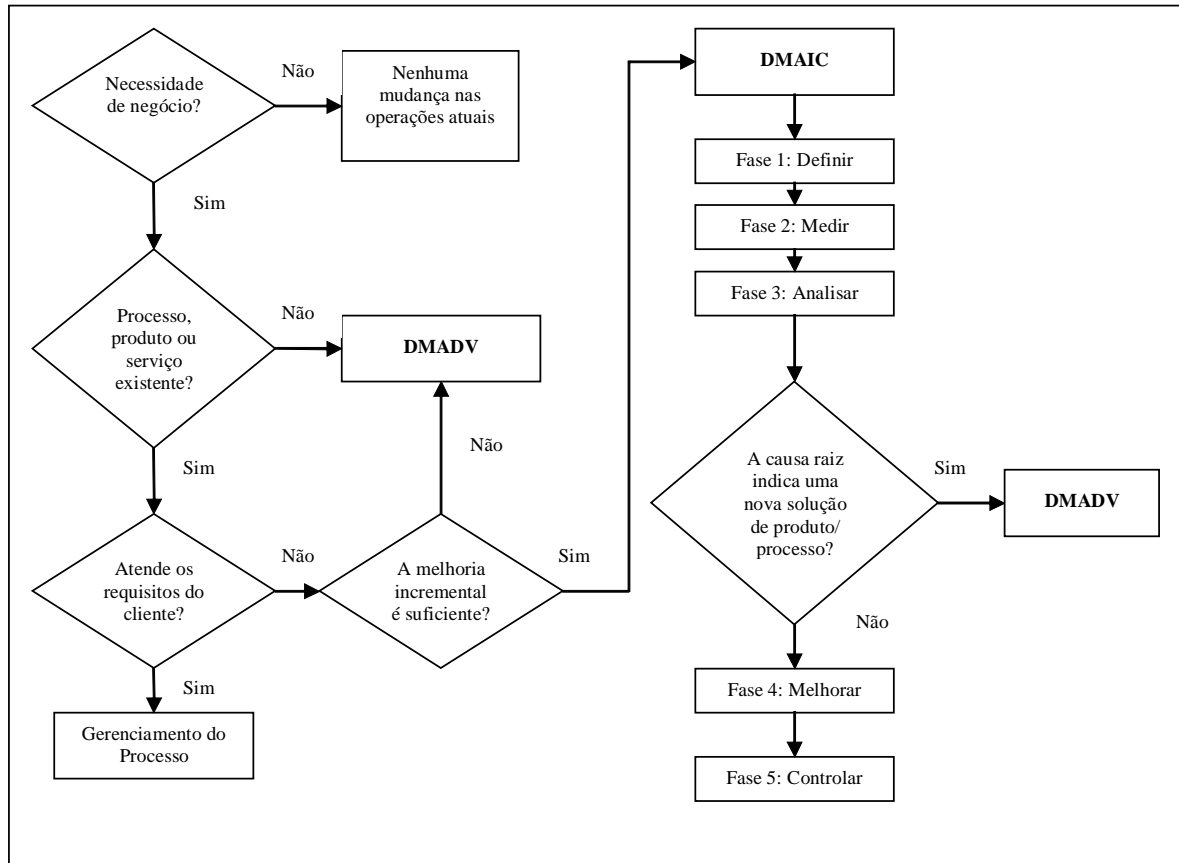 Necessidade
de negócio?
Não
Nenhuma
mudança nas
operações atuais
Sim
Processo,
produto ou
serviço
existente?
Não
DMADV
Sim
Não
Atende os
requisitos do
cliente?
Não
A melhoria
incremental
é suficiente?
Sim
Sim
Gerenciamento do
Processo
DMAIC
Fase 1: Definir
Fase 2: Medir
Fase 3: Analisar
A causa raiz
indica uma
nova solução
de produto/
processo?
Sim
DMADV
Não
Fase 4: Melhorar
Fase 5: Controlar